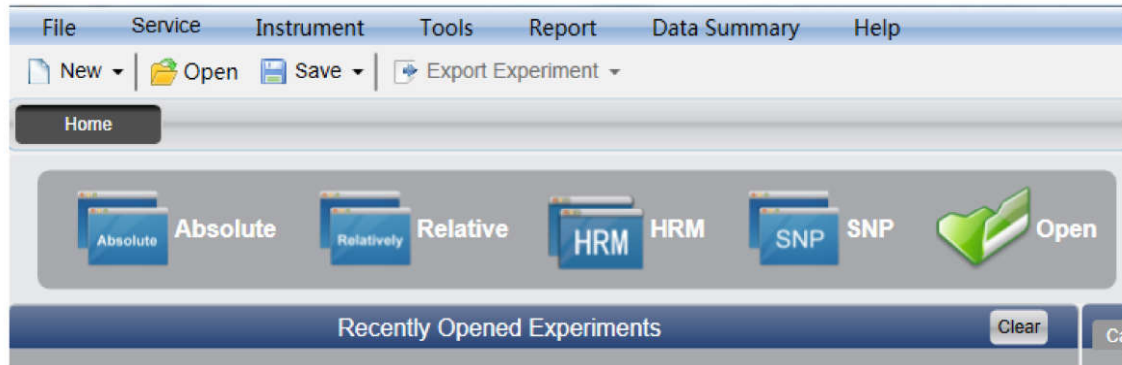 File Service Instrument Tools Report Data Summary Help
New Open Save Export Experiment
Home
Absolute Absolute Relatively Relative HRM HRM SNP SNP Open
Recently Opened Experiments Clear